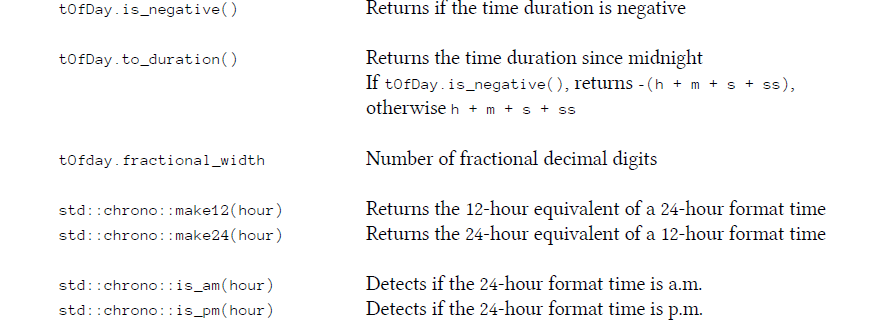 tOfDay.is_negative() Returns if the time duration is negative
tOfDay.to_duration() Returns the time duration since midnight
If tOfDay.is_negative(), returns -(h + m + s + ss),
otherwise h + m + s + ss
tOfday.fractional_width Number of fractional decimal digits
std::chrono::make12(hour) Returns the 12-hour equivalent of a 24-hour format time
std::chrono::make24(hour) Returns the 24-hour equivalent of a 12-hour format time
std::chrono::is_am(hour) Detects if the 24-hour format time is a.m.
std::chrono::is_pm(hour) Detects if the 24-hour format time is p.m.